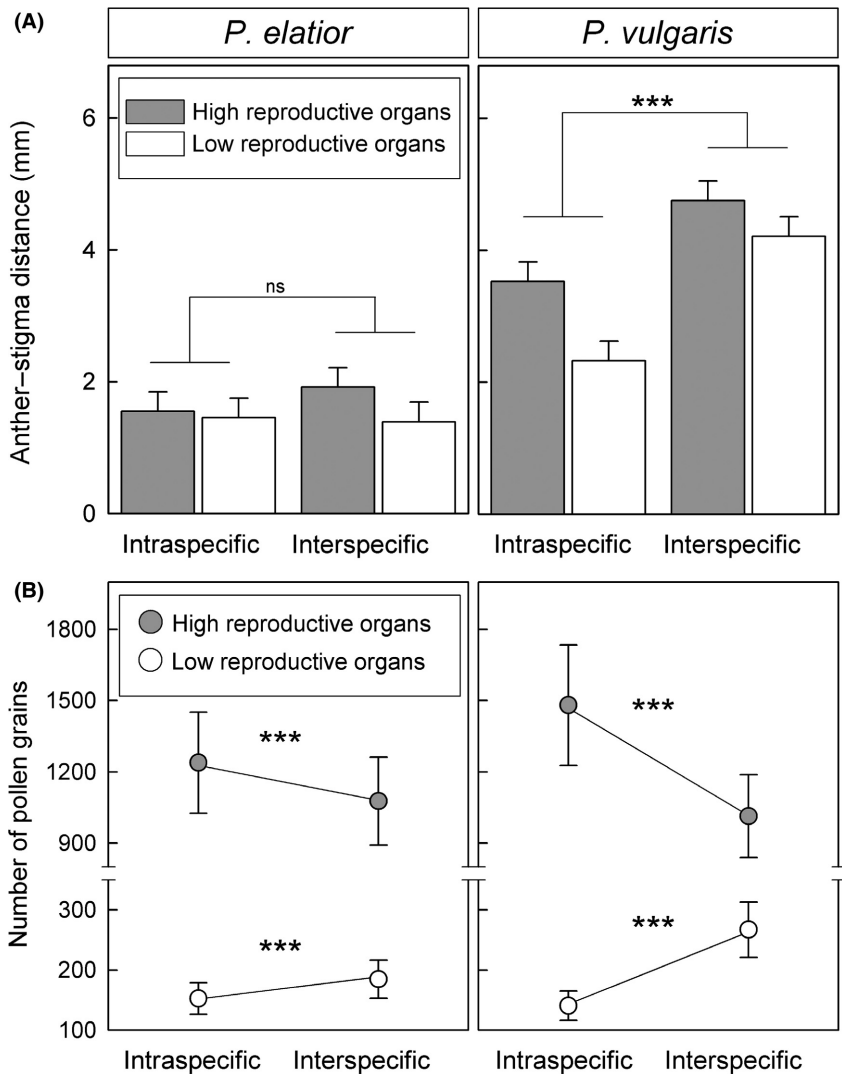 (A)
P. elatior
P. vulgaris
High reproductive organs
Low reproductive organs
Anther–stigma distance (mm)
6
4
2
0
ns
***
Intraspecific
Interspecific
Intraspecific
Interspecific
(B)
High reproductive organs
Low reproductive organs
Number of pollen grains
1800
1500
1200
900
300
200
100
***
***
***
***
Intraspecific
Interspecific
Intraspecific
Interspecific